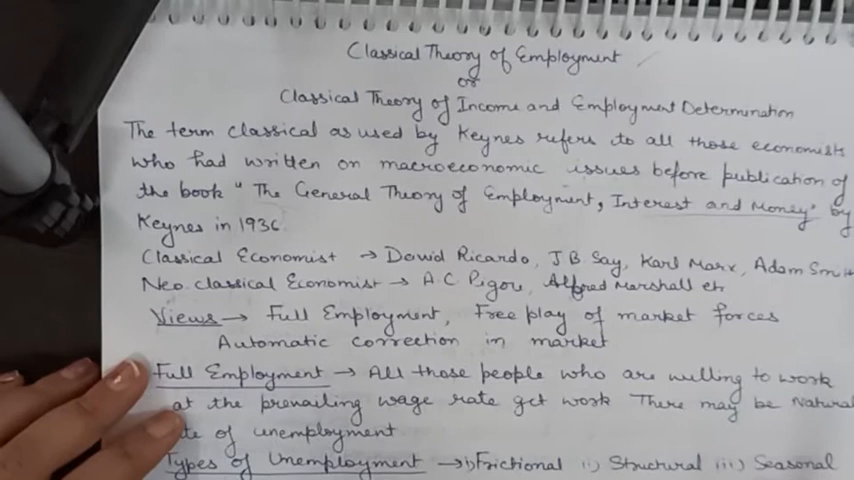 Classical Theory of Employment
or
Classical Theory of Income and Employment Determination
The term classical as used by Keynes refers to all those economists
who had written on macroeconomic issues before publication of
the book "The General Theory of Employment, Interest and Money" by
Keynes in 1936
Classical Economist → David Ricardo, J B Say, Karl Marx, Adam Smith
Neo classical Economist → A.C Pigou, Alfred Marshall etc
Views → Full Employment, Free play of market forces
Automatic correction in market
Full Employment → All those people who are willing to work
at the prevailing wage rate get work There may be Natural
of unemployment
Types of Unemployment → i) Frictional ii) Structural iii) Seasonal